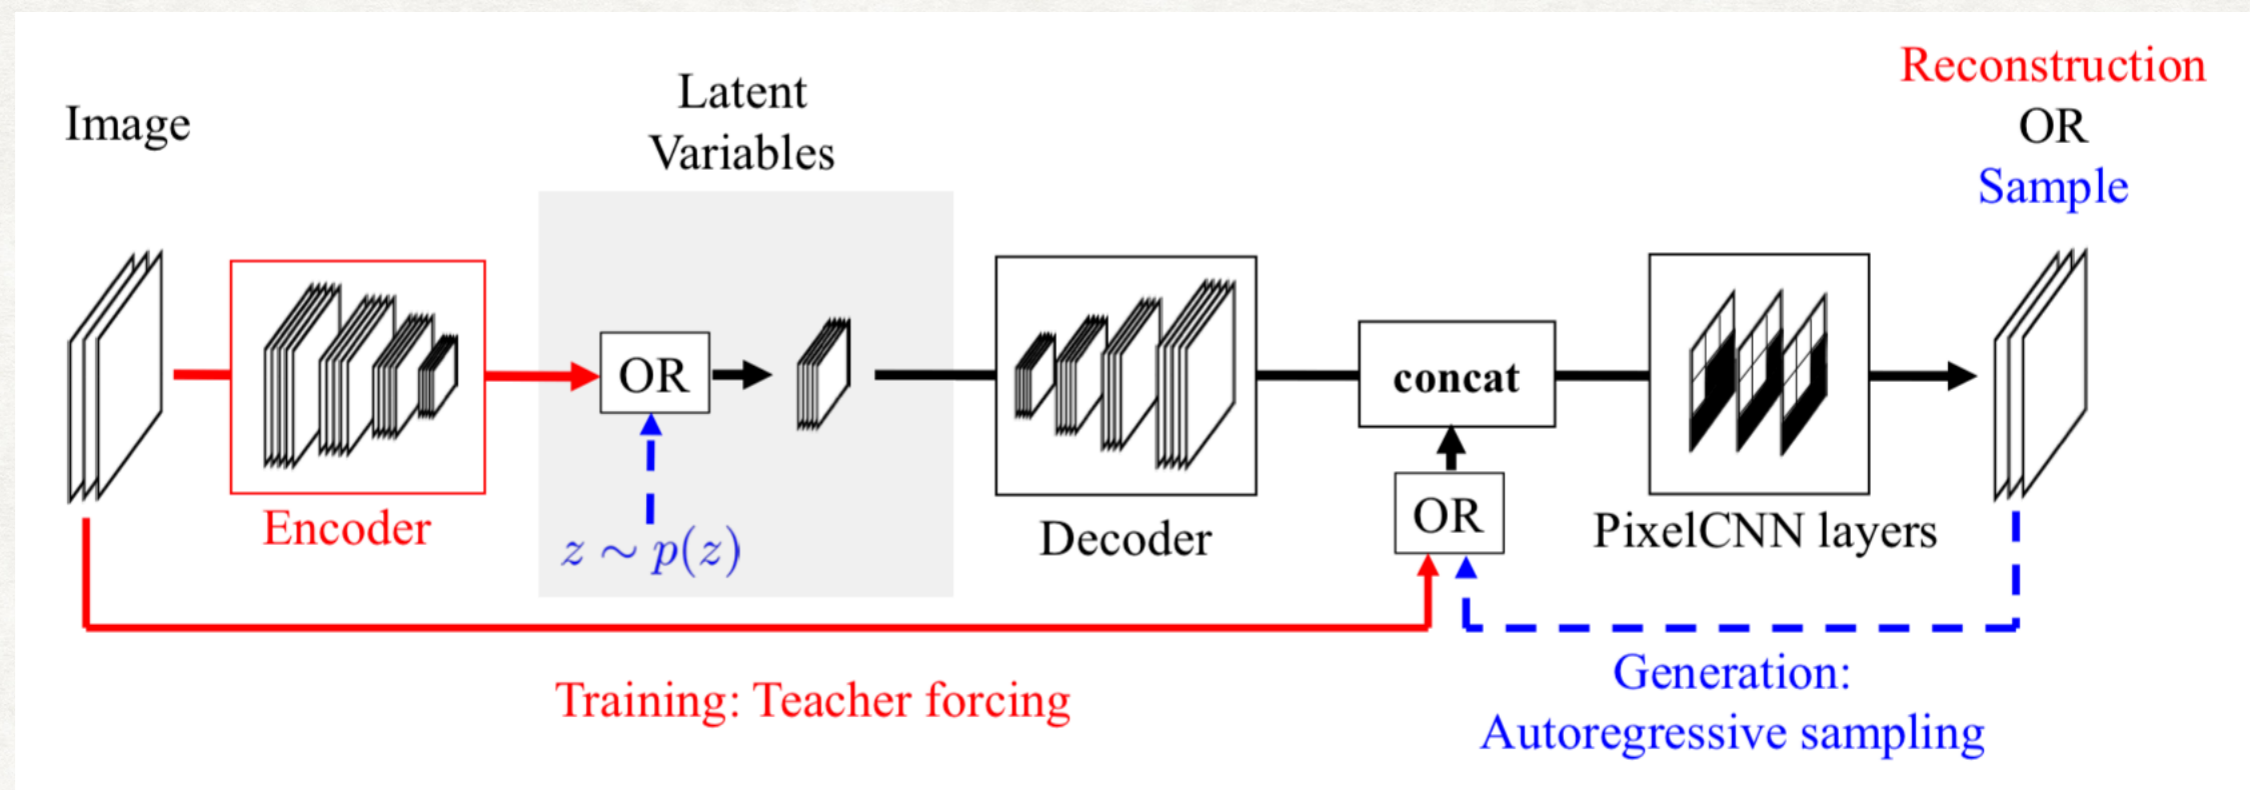 Image
Latent
Variables
Reconstruction
OR
Sample
OR
concat
Encoder
z ~ p(z)
Decoder
OR
PixelCNN layers
Training: Teacher forcing
Generation:
Autoregressive sampling